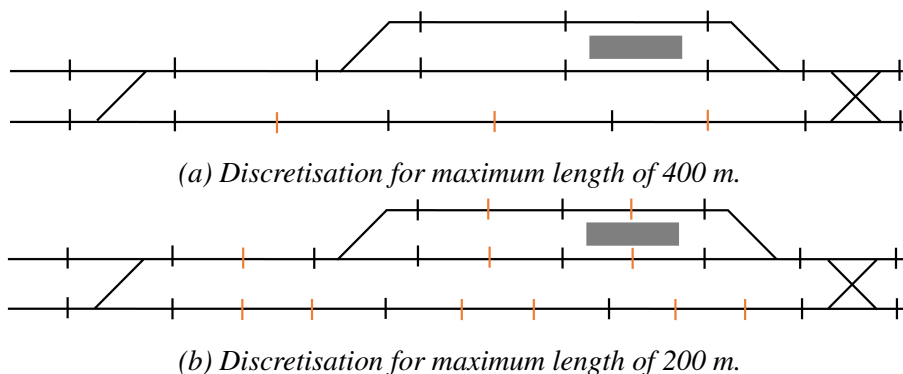 (a) Discretisation for maximum length of 400 m.
(b) Discretisation for maximum length of 200 m.